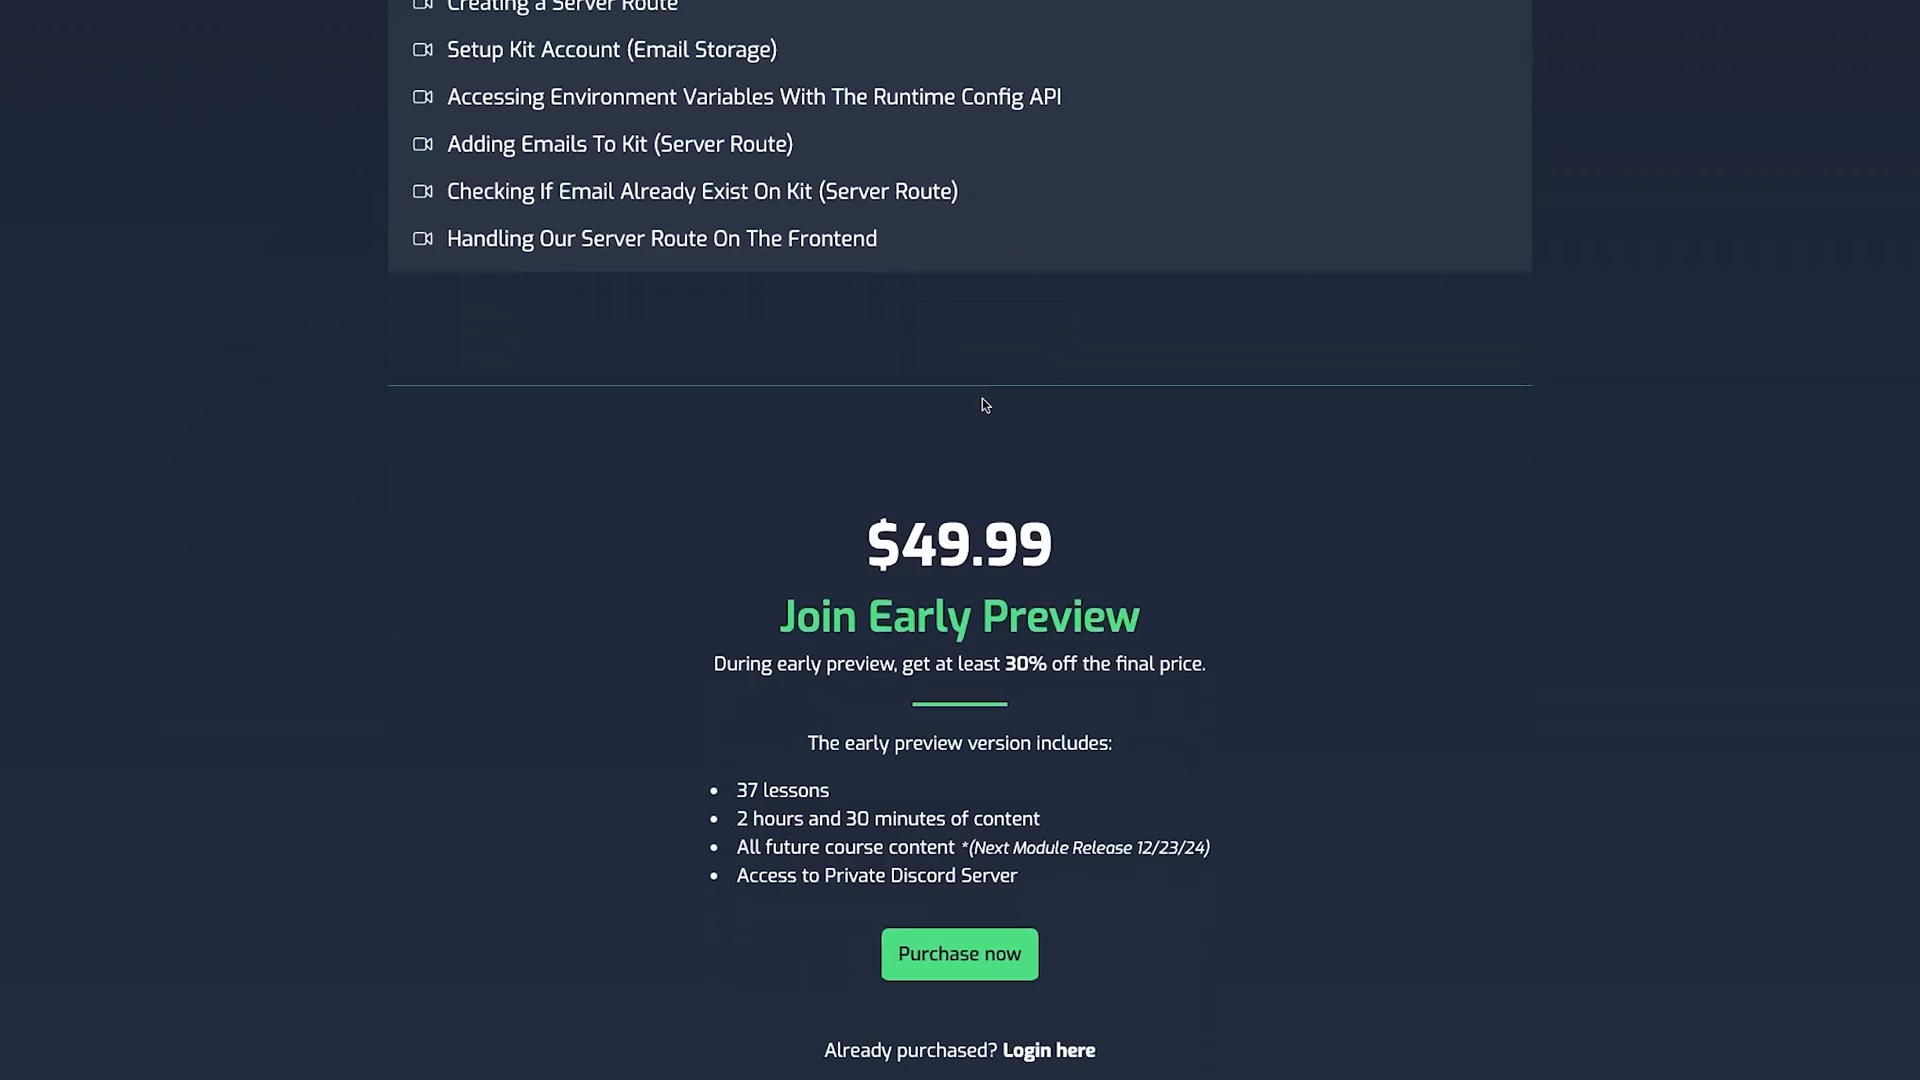 Creating a Server Route
Setup Kit Account (Email Storage)
Accessing Environment Variables With The Runtime Config API
Adding Emails To Kit (Server Route)
Checking If Email Already Exist On Kit (Server Route)
Handling Our Server Route On The Frontend
$49.99
Join Early Preview
During early preview, get at least 30% off the final price.
The early preview version includes:
• 37 lessons
• 2 hours and 30 minutes of content
• All future course content *(Next Module Release 12/23/24)
• Access to Private Discord Server
Purchase now
Already purchased? Login here